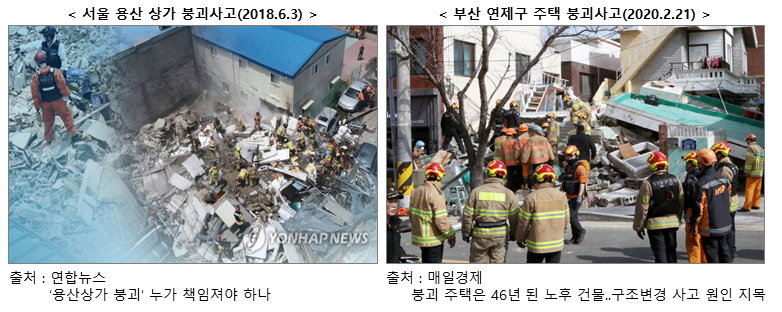 < 서울 용산 상가 붕괴사고(2018.6.3) >
< 부산 연제구 주택 붕괴사고(2020.2.21) >
YONHAP NEWS
출처 : 연합뉴스
'용산상가 붕괴' 누가 책임져야 하나
출처 : 매일경제
붕괴 주택은 46년 된 노후 건물..구조변경 사고 원인 지목